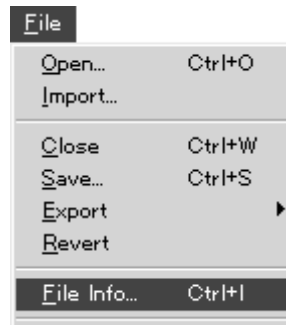 File
Open... Ctrl+O
Import...
Close Ctrl+W
Save... Ctrl+S
Export
Revert
File Info... Ctrl+I